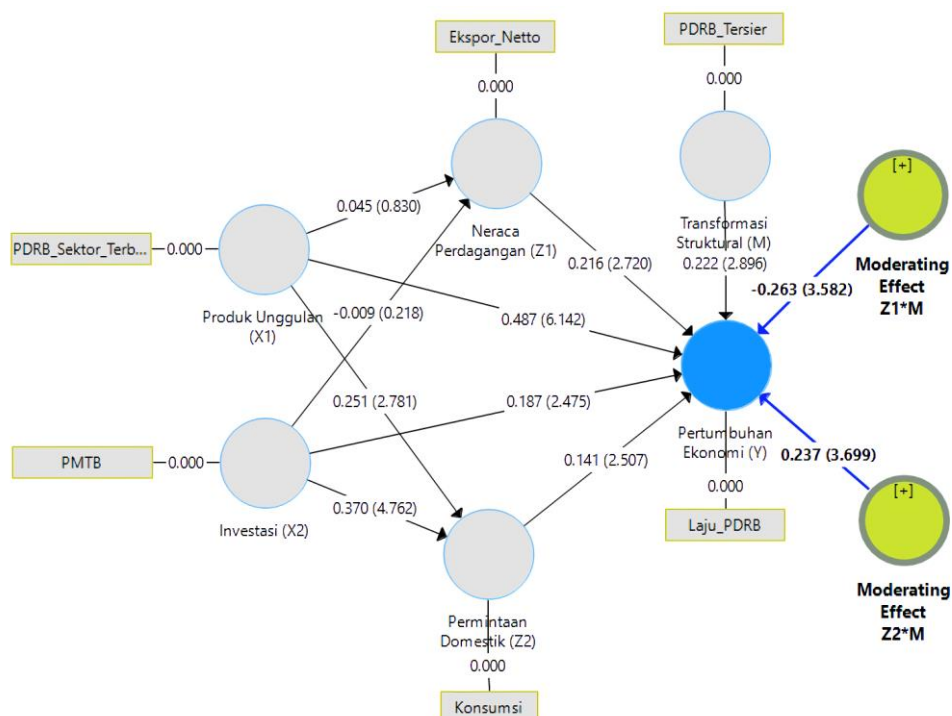 Ekspor_Netto
PDRB_Tersier
0.000
0.000
[+]
0.045 (0.830)
Neraca
Perdagangan (Z1)
Transformasi
Struktural (M)
0.222 (2.896)
Moderating
Effect
Z1*M
PDRB_Sektor_Terb...
0.000
0.216 (2.720)
-0.263 (3.582)
Produk Unggulan
(X1)
-0.009 (0.218)
0.487 (6.142)
0.251 (2.781)
0.187 (2.475)
PMTB
0.000
Pertumbuhan
Ekonomi (Y)
0.237 (3.699)
0.141 (2.507)
0.370 (4.762)
0.000
[+]
Investasi (X2)
Laju_PDRB
Permintaan
Domestik (Z2)
Moderating
Effect
Z2*M
0.000
Konsumsi